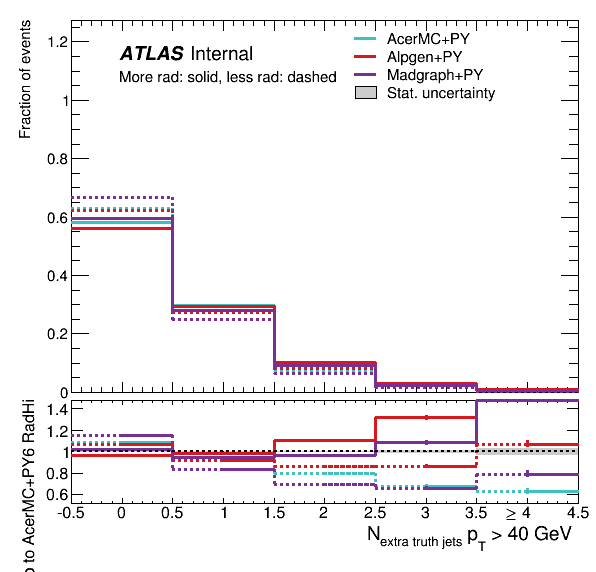 Fraction of events
ATLAS Internal
More rad: solid, less rad: dashed
AcerMC+PY
Alpgen+PY
Madgraph+PY
Stat. uncertainty
1.2
1
0.8
0.6
0.4
0.2
0
to AcerMC+PY6 RadHi
1.4
1.2
1
0.8
0.6
-0.5 0 0.5 1 1.5 2 2.5 3 3.5 ≥ 4 4.5
N extra truth jets p T > 40 GeV